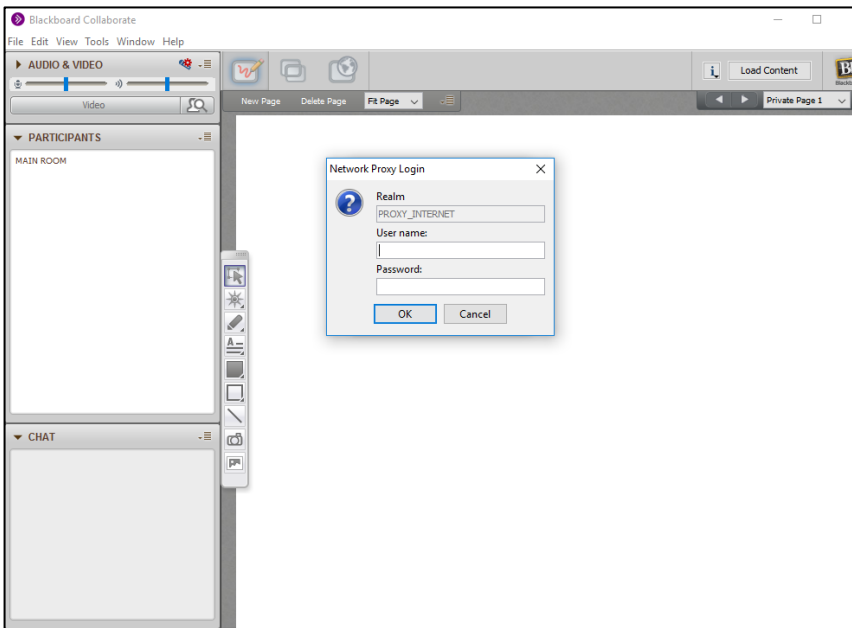 Blackboard Collaborate
File Edit View Tools Window Help
AUDIO & VIDEO
Video
PARTICIPANTS
MAIN ROOM
CHAT
Load Content
New Page Delete Page Fit Page
Private Page 1
Network Proxy Login
Realm
PROXY_INTERNET
User name:
Password:
OK Cancel